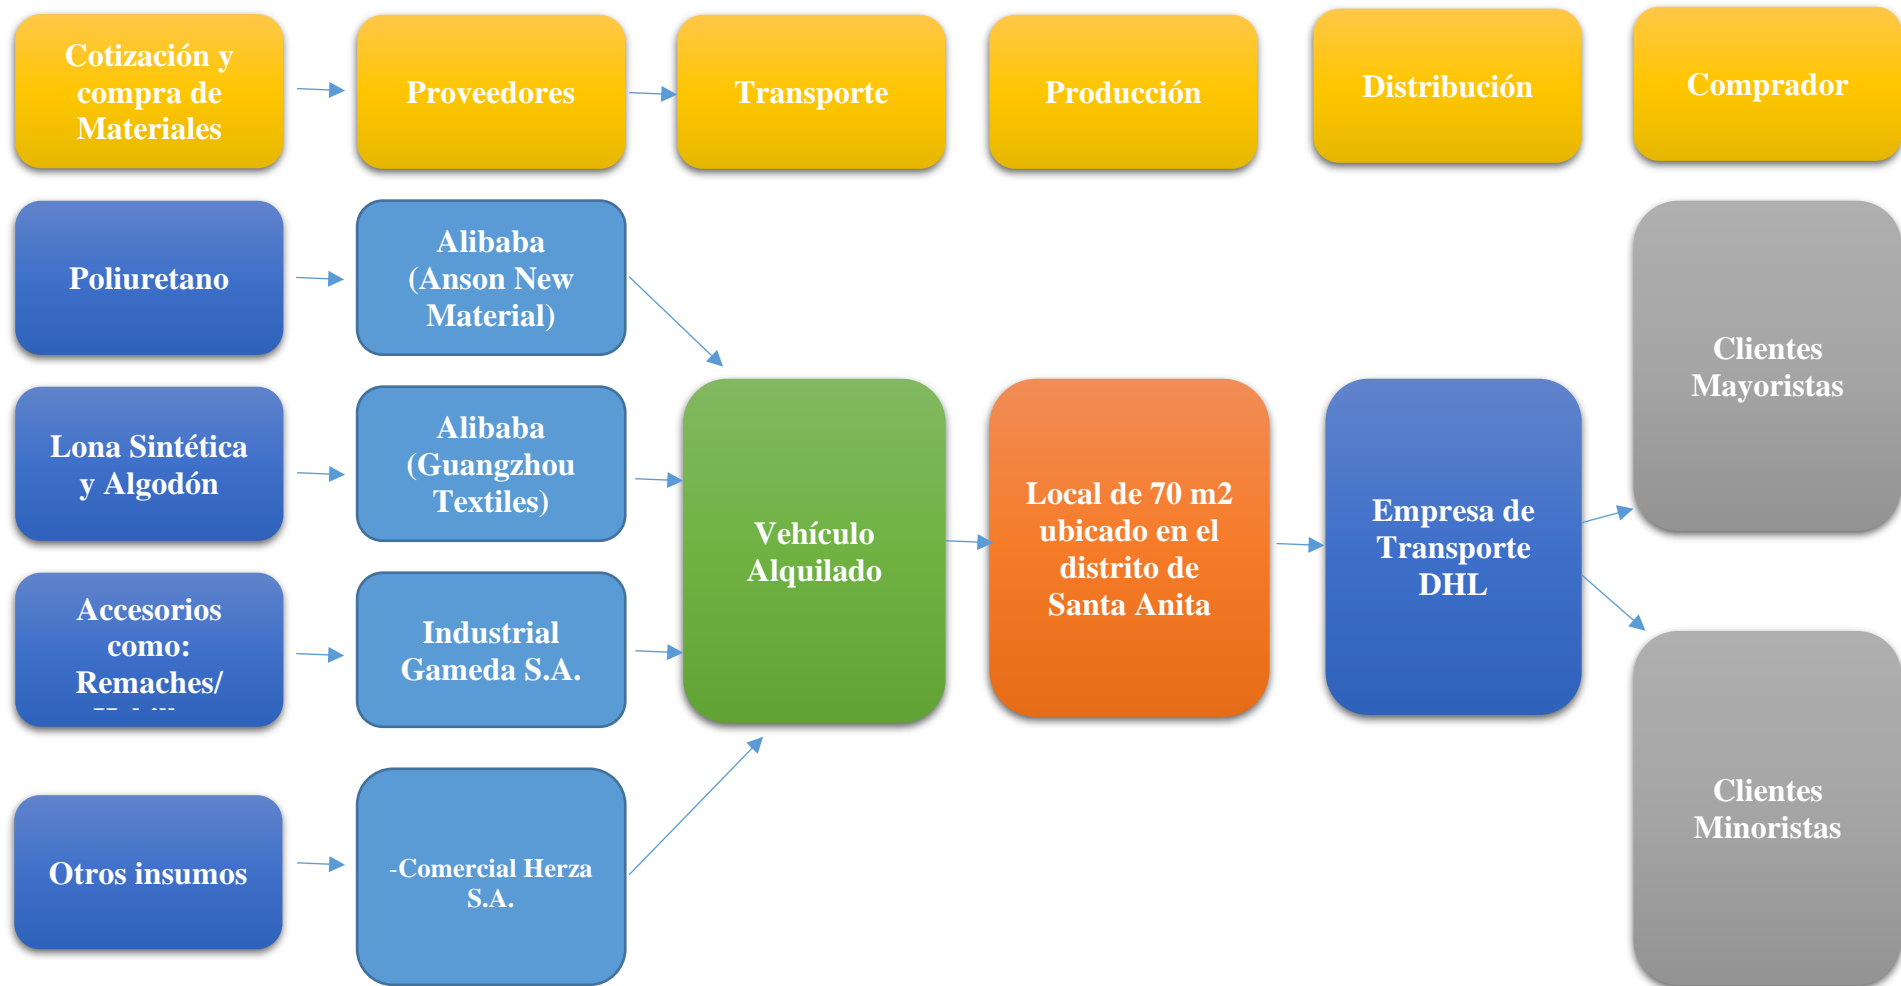 Cotización y
compra de
Materiales
Proveedores
Transporte
Producción
Distribución
Comprador
Poliuretano
Alibaba
(Anson New
Material)
Lona Sintética
y Algodón
Alibaba
(Guangzhou
Textiles)
Accesorios
como:
Remaches/
Industrial
Gameda S.A.
Otros insumos
-Comercial Herza
S.A.
Vehículo
Alquilado
Local de 70 m2
ubicado en el
distrito de
Santa Anita
Empresa de
Transporte
DHL
Clientes
Mayoristas
Clientes
Minoristas